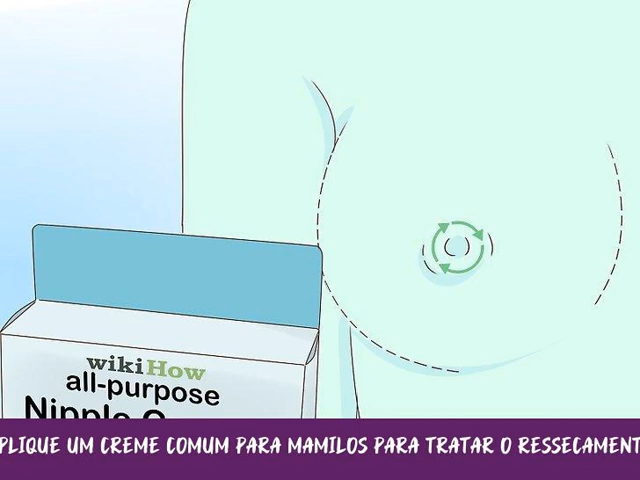 wikiHow
all-purpose
Nipple
PLIQUE UM CREME COMUM PARA MAMILOS PARA TRATAR O RESSECAMENT